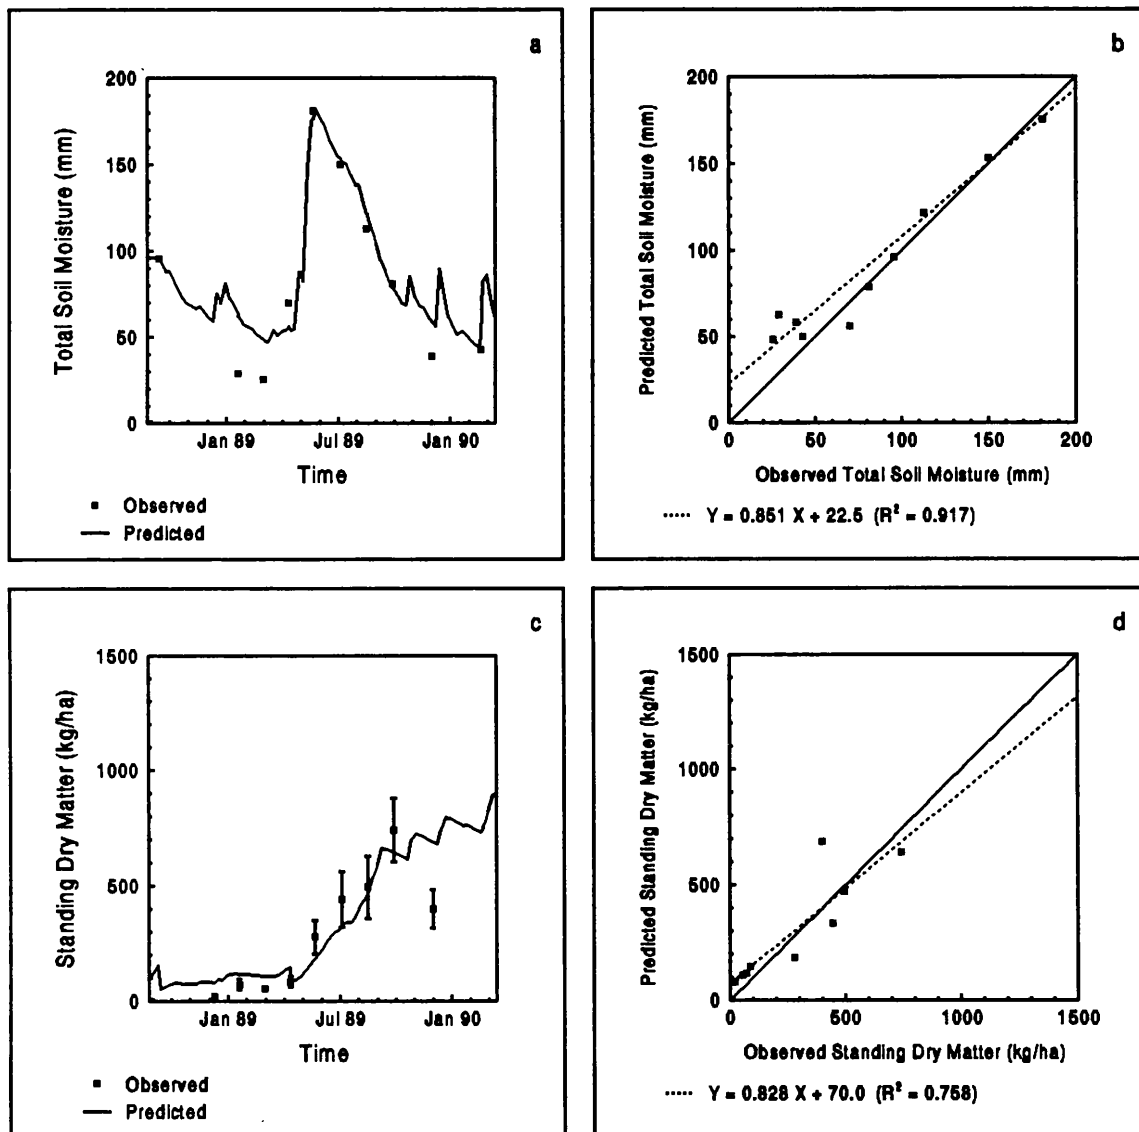 a
Total Soil Moisture (mm)
200
150
100
50
0
Jan 89 Jul 89 Jan 90
Time
Observed
Predicted
b
Predicted Total Soil Moisture (mm)
200
150
100
50
0
0 50 100 150 200
Observed Total Soil Moisture (mm)
Y = 0.851 X + 22.5 (R² = 0.917)
c
Standing Dry Matter (kg/ha)
1500
1000
500
0
Jan 89 Jul 89 Jan 90
Time
Observed
Predicted
d
Predicted Standing Dry Matter (kg/ha)
1500
1000
500
0
0 500 1000 1500
Observed Standing Dry Matter (kg/ha)
Y = 0.828 X + 70.0 (R² = 0.758)